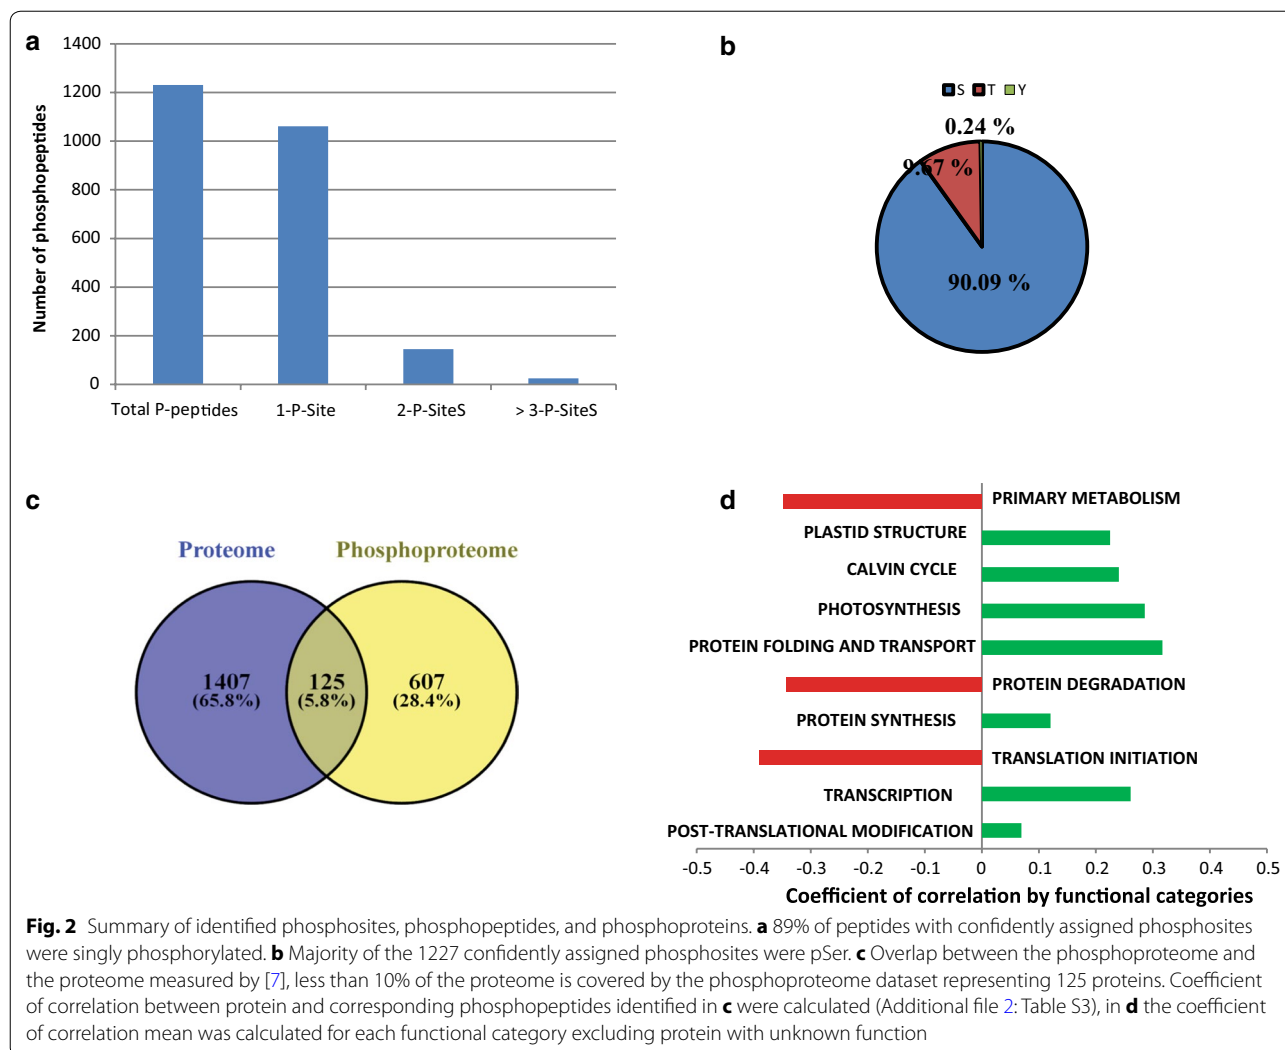 a
1400
1200
1000
800
600
400
200
0
Number of phosphopeptides
Total P-peptides 1-P-Site 2-P-SiteS > 3-P-SiteS
b
S T Y
0.24 %
9.67 %
90.09 %
c
Proteome Phosphoproteome
1407 125 607
(65.8%) (5.8%) (28.4%)
d
PRIMARY METABOLISM
PLASTID STRUCTURE
CALVIN CYCLE
PHOTOSYNTHESIS
PROTEIN FOLDING AND TRANSPORT
PROTEIN DEGRADATION
PROTEIN SYNTHESIS
TRANSLATION INITIATION
TRANSCRIPTION
POST-TRANSLATIONAL MODIFICATION
-0.5 -0.4 -0.3 -0.2 -0.1 0 0.1 0.2 0.3 0.4 0.5
Coefficient of correlation by functional categories
Fig. 2 Summary of identified phosphosites, phosphopeptides, and phosphoproteins. a 89% of peptides with confidently assigned phosphosites
were singly phosphorylated. b Majority of the 1227 confidently assigned phosphosites were pSer. c Overlap between the phosphoproteome and
the proteome measured by [7], less than 10% of the proteome is covered by the phosphoproteome dataset representing 125 proteins. Coefficient
of correlation between protein and corresponding phosphopeptides identified in c were calculated (Additional file 2: Table S3), in d the coefficient
of correlation mean was calculated for each functional category excluding protein with unknown function